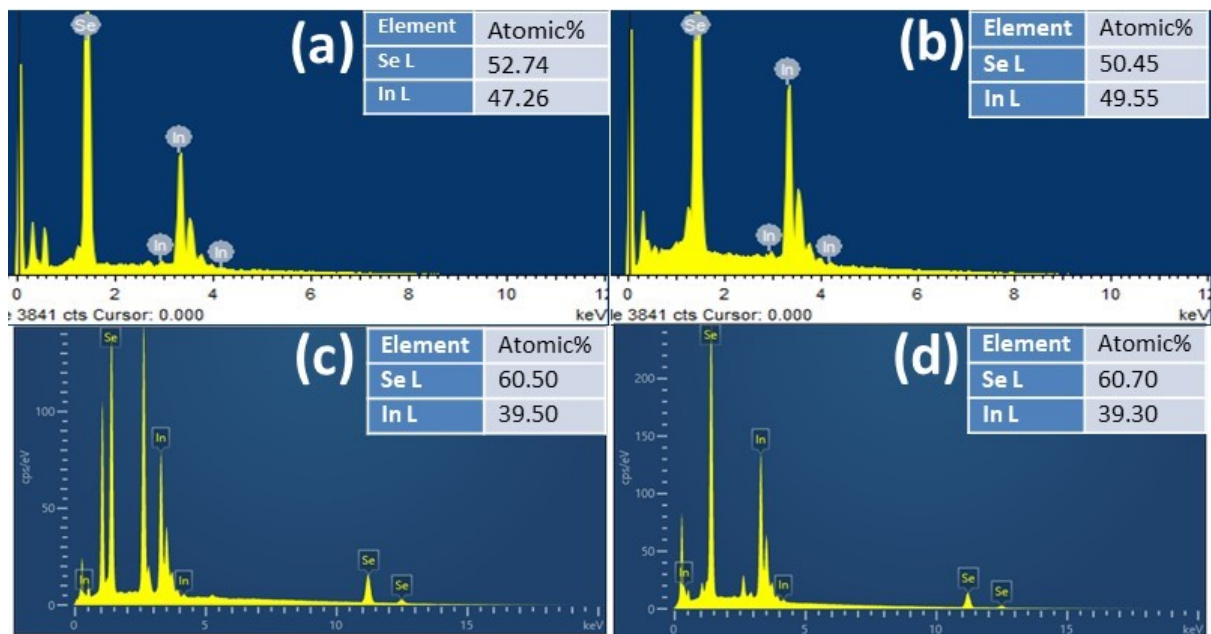 (a)
Element Atomic%
Se L 52.74
In L 47.26
Se
In
In
In
0 2 4 6 8 10 12
e 3841 cts Cursor: 0.000 keV
(b)
Element Atomic%
Se L 50.45
In L 49.55
Se
In
In
In
0 2 4 6 8 10 12
e 3841 cts Cursor: 0.000 keV
(c)
Element Atomic%
Se L 60.50
In L 39.50
Se
In
In
In
Se
Se
100
50
0
cps/eV
0 5 10 15 keV
(d)
Element Atomic%
Se L 60.70
In L 39.30
Se
In
In
In
Se
Se
200
150
100
50
0
cps/eV
0 5 10 15 keV